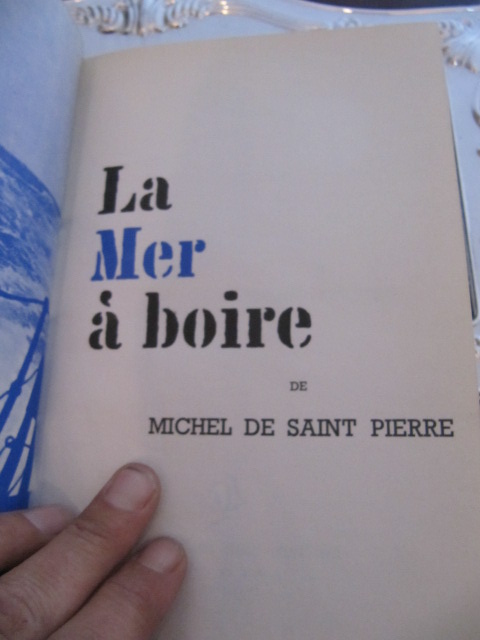 La
Mer
à boire
DE
MICHEL DE SAINT PIERRE